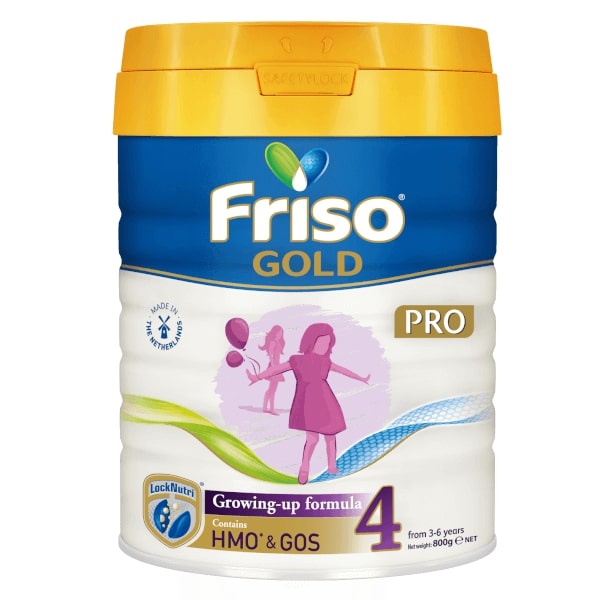 SAFETYLOCK
Friso®
GOLD
PRO
MADE IN
THE NETHERLANDS
LockNutri®
Growing-up formula
Contains
HMO* & GOS
4
from 3-6 years
Net weight: 800g ℮ NET